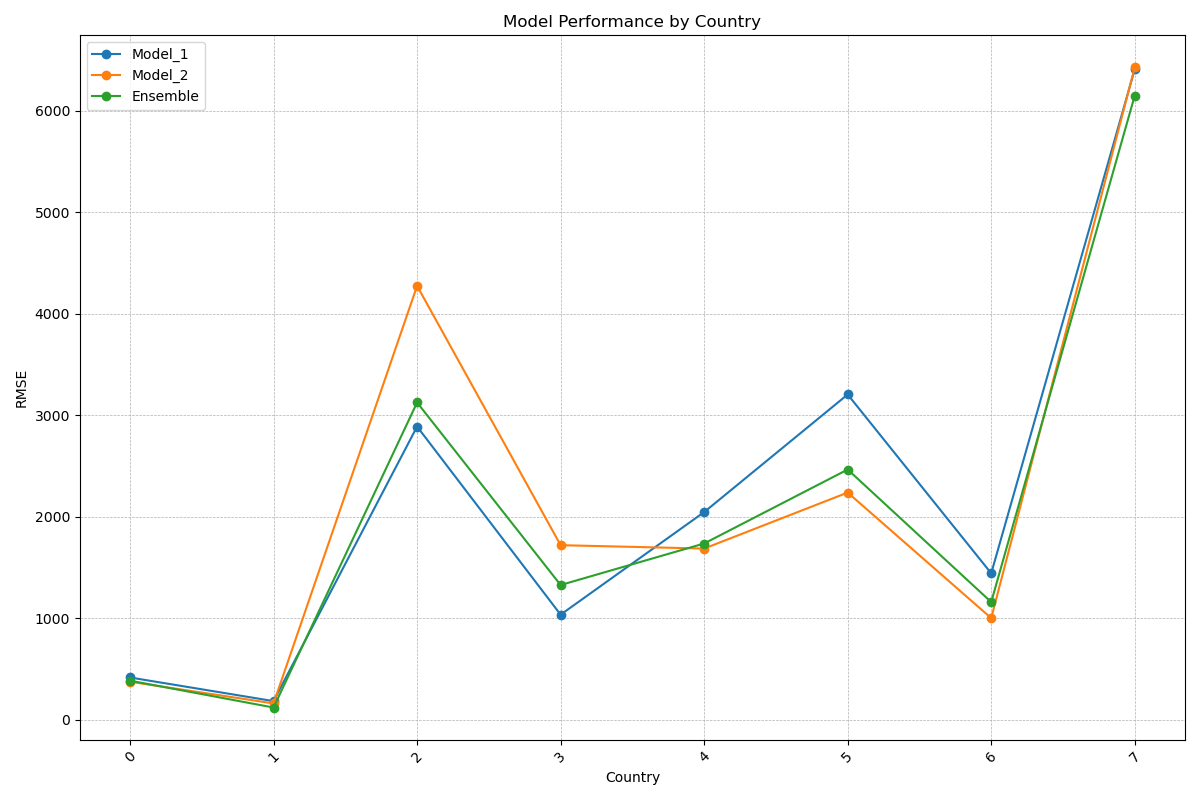 Model Performance by Country
Model_1
Model_2
Ensemble
RMSE
6000
5000
4000
3000
2000
1000
0
0 1 2 3 4 5 6 7
Country